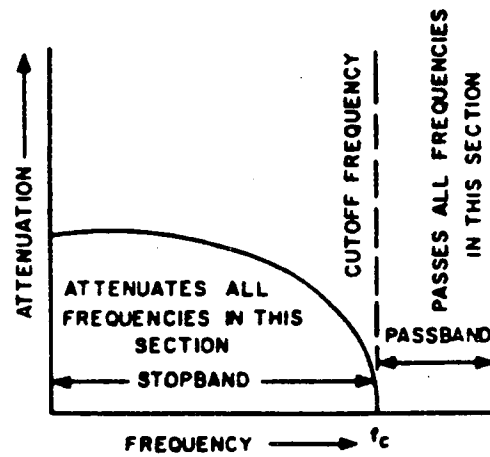 ATTENUATION
CUTOFF FREQUENCY
PASSES ALL FREQUENCIES
IN THIS SECTION
ATTENUATES ALL
FREQUENCIES IN THIS
SECTION
PASSBAND
STOPBAND
FREQUENCY
fc